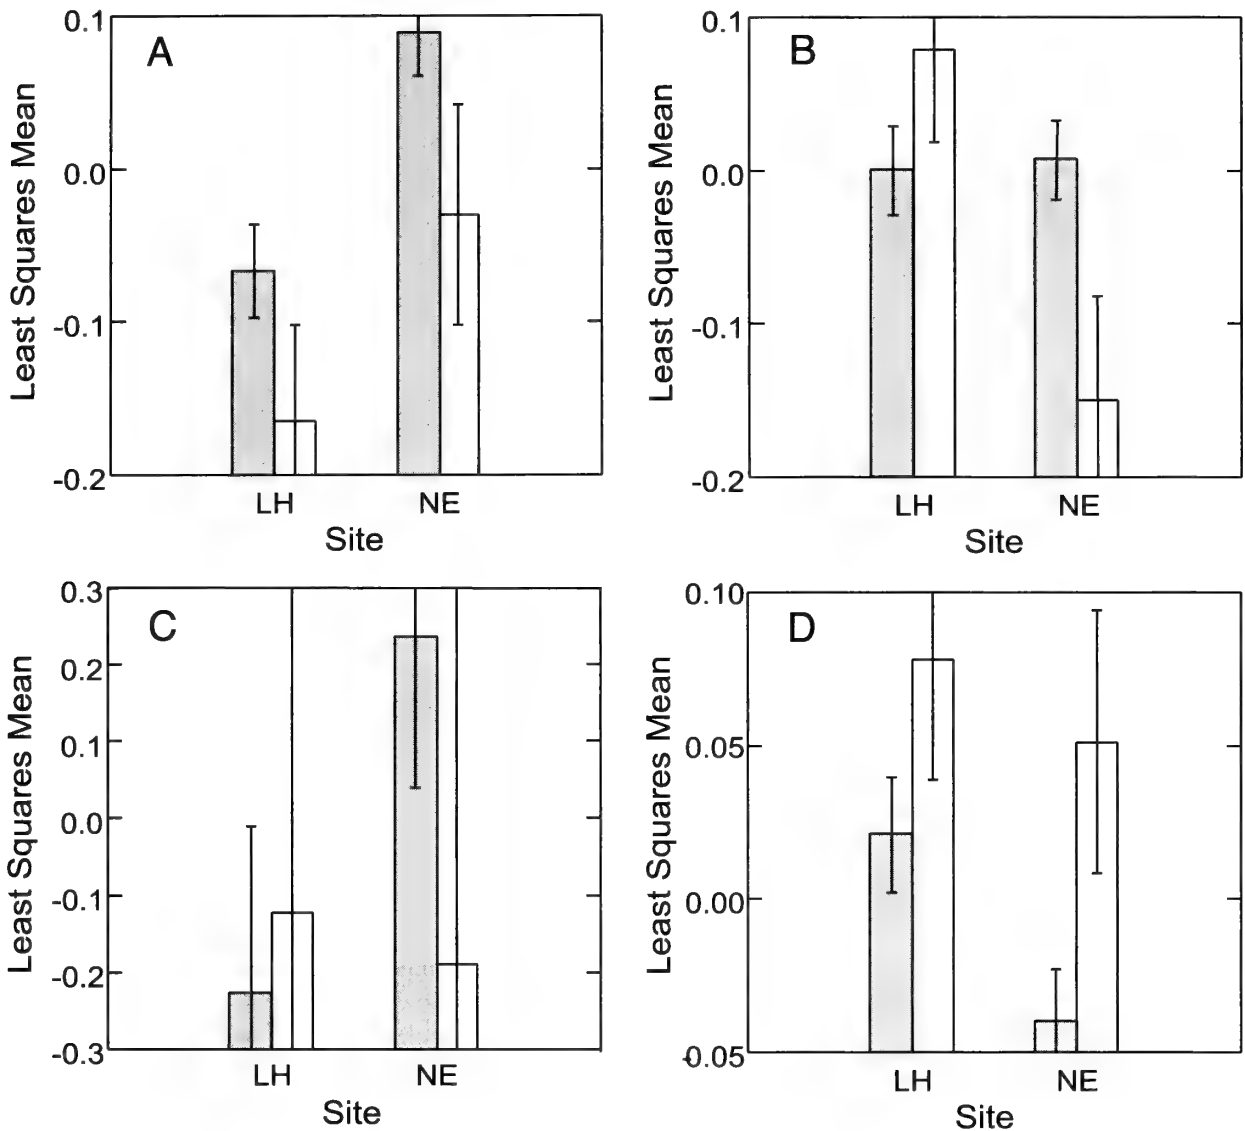 A
Least Squares Mean
0.1
0.0
-0.1
-0.2
LH NE
Site
B
Least Squares Mean
0.1
0.0
-0.1
-0.2
LH NE
Site
C
Least Squares Mean
0.3
0.2
0.1
0.0
-0.1
-0.2
-0.3
LH NE
Site
D
Least Squares Mean
0.10
0.05
0.00
-0.05
LH NE
Site